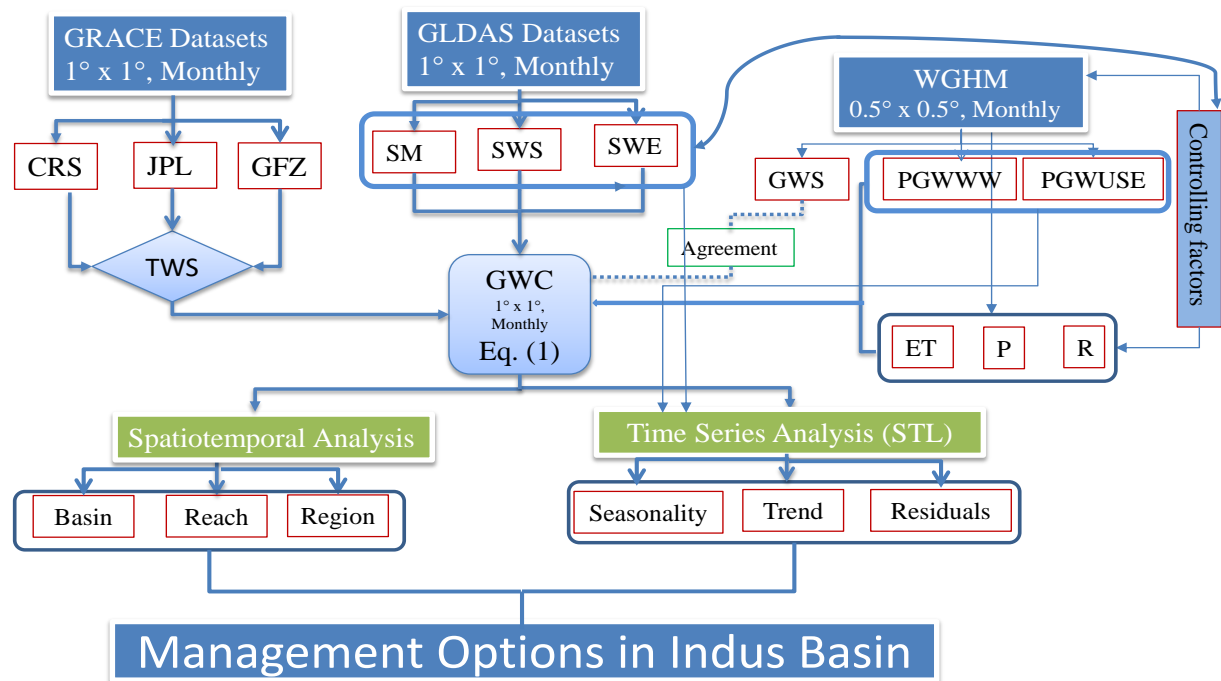 GRACE Datasets
1° x 1°, Monthly
GLDAS Datasets
1° x 1°, Monthly
WGHM
0.5° x 0.5°, Monthly
Controlling factors
CRS
JPL
GFZ
SM
SWS
SWE
GWS
PGWWW
PGWUSE
Agreement
TWS
GWC
1° x 1°,
Monthly
Eq. (1)
ET
P
R
Spatiotemporal Analysis
Time Series Analysis (STL)
Basin
Reach
Region
Seasonality
Trend
Residuals
Management Options in Indus Basin